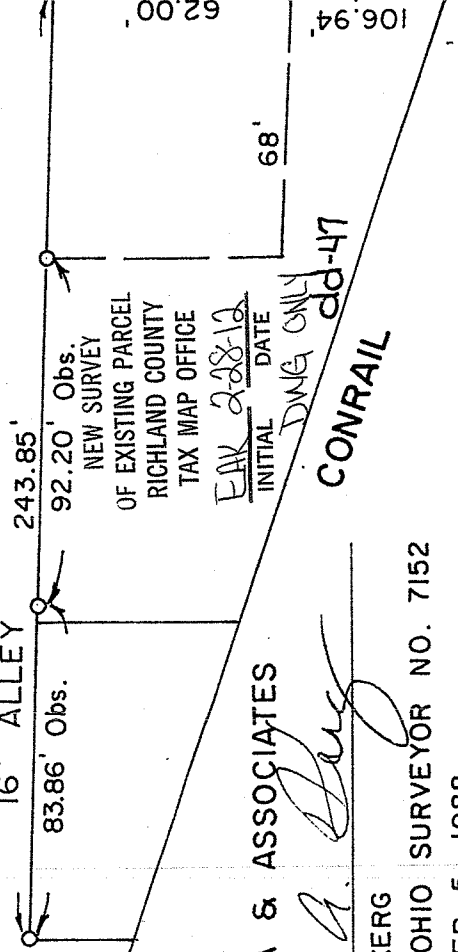 16' ALLEY
243.85'
83.86' Obs.
92.20' Obs.
62.00'
106.94'
68'
NEW SURVEY
OF EXISTING PARCEL
RICHLAND COUNTY
TAX MAP OFFICE
EAK 2-28-12
INITIAL DATE
DWG ONLY
dd-47
CONRAIL
& ASSOCIATES
OHIO SURVEYOR NO. 7152